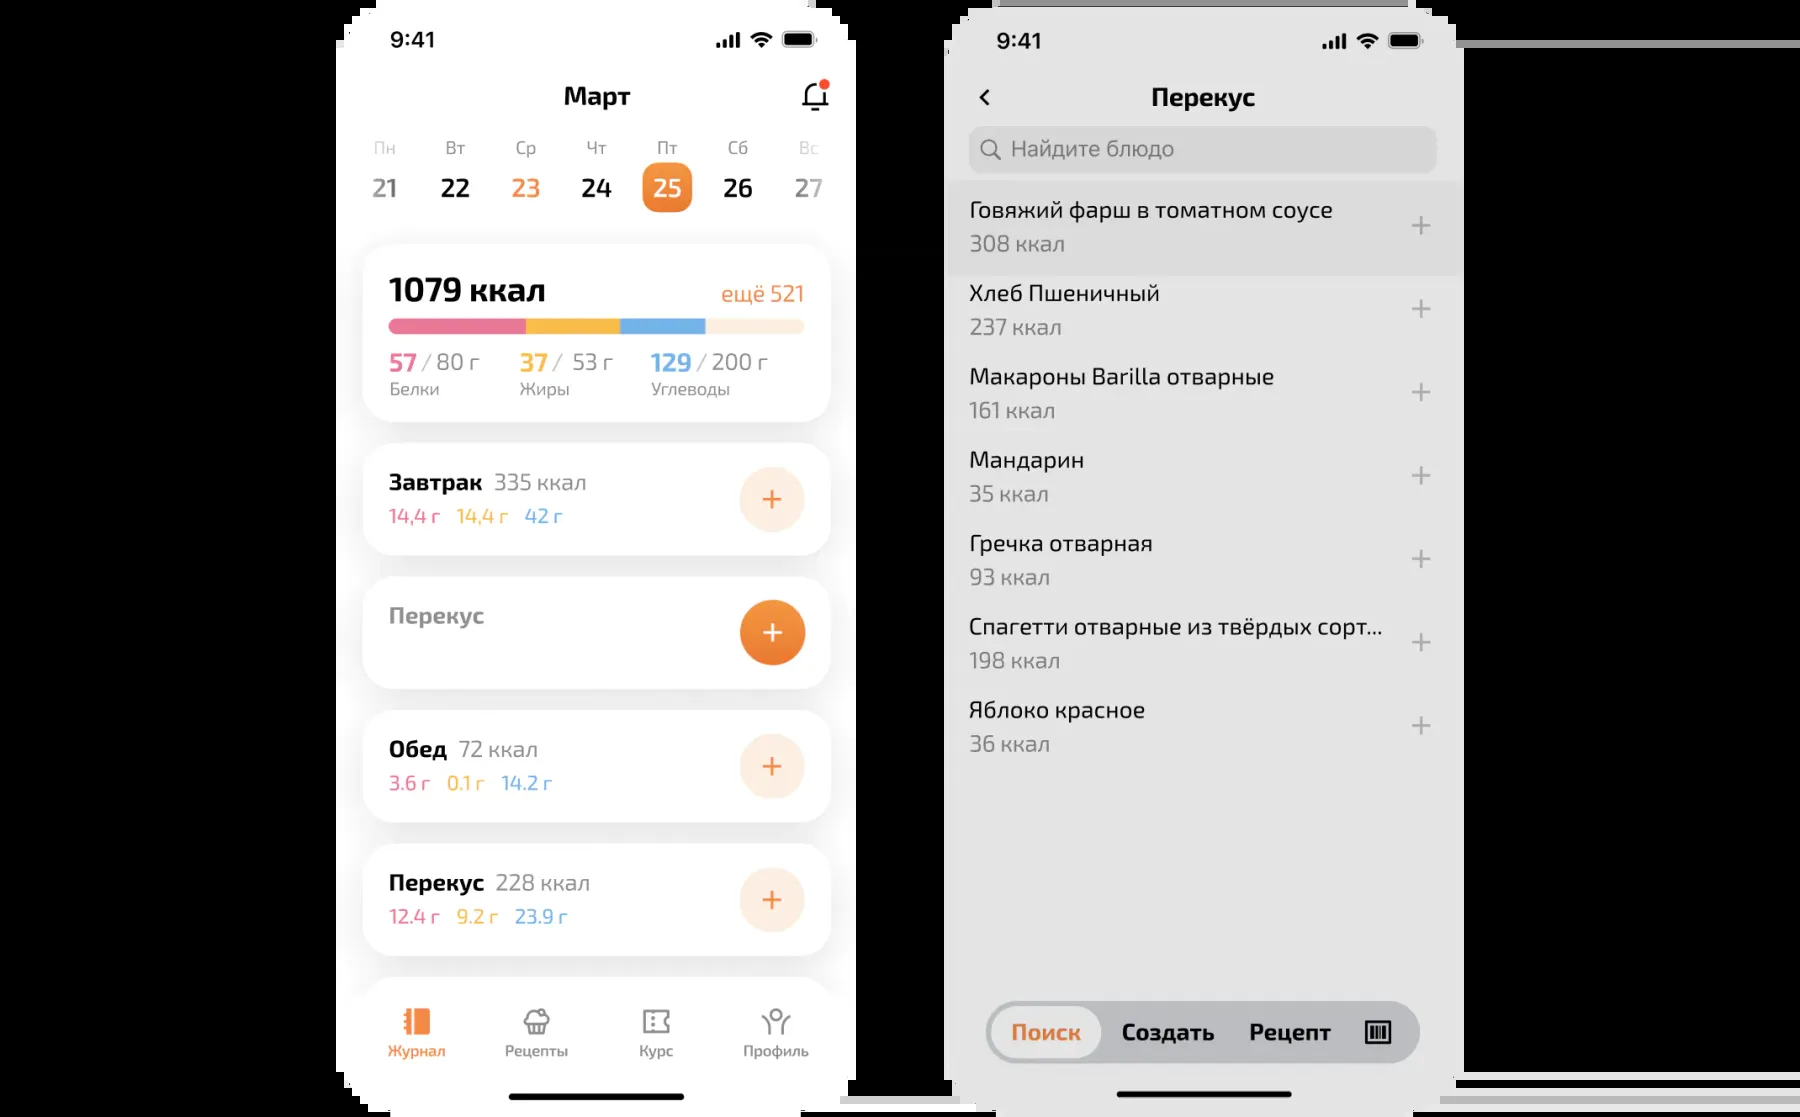 9:41
Март
Пн Вт Ср Чт Пт Сб Вс
21 22 23 24 25 26 27
1079 ккал ещё 521
57 / 80 г 37 / 53 г 129 / 200 г
Белки Жиры Углеводы
Завтрак 335 ккал
14,4 г 14,4 г 42 г
Перекус
Обед 72 ккал
3.6 г 0.1 г 14.2 г
Перекус 228 ккал
12.4 г 9.2 г 23.9 г
Журнал Рецепты Курс Профиль
9:41
Перекус
Найдите блюдо
Говяжий фарш в томатном соусе
308 ккал
Хлеб Пшеничный
237 ккал
Макароны Barilla отварные
161 ккал
Мандарин
35 ккал
Гречка отварная
93 ккал
Спагетти отварные из твёрдых сорт...
198 ккал
Яблоко красное
36 ккал
Поиск Создать Рецепт